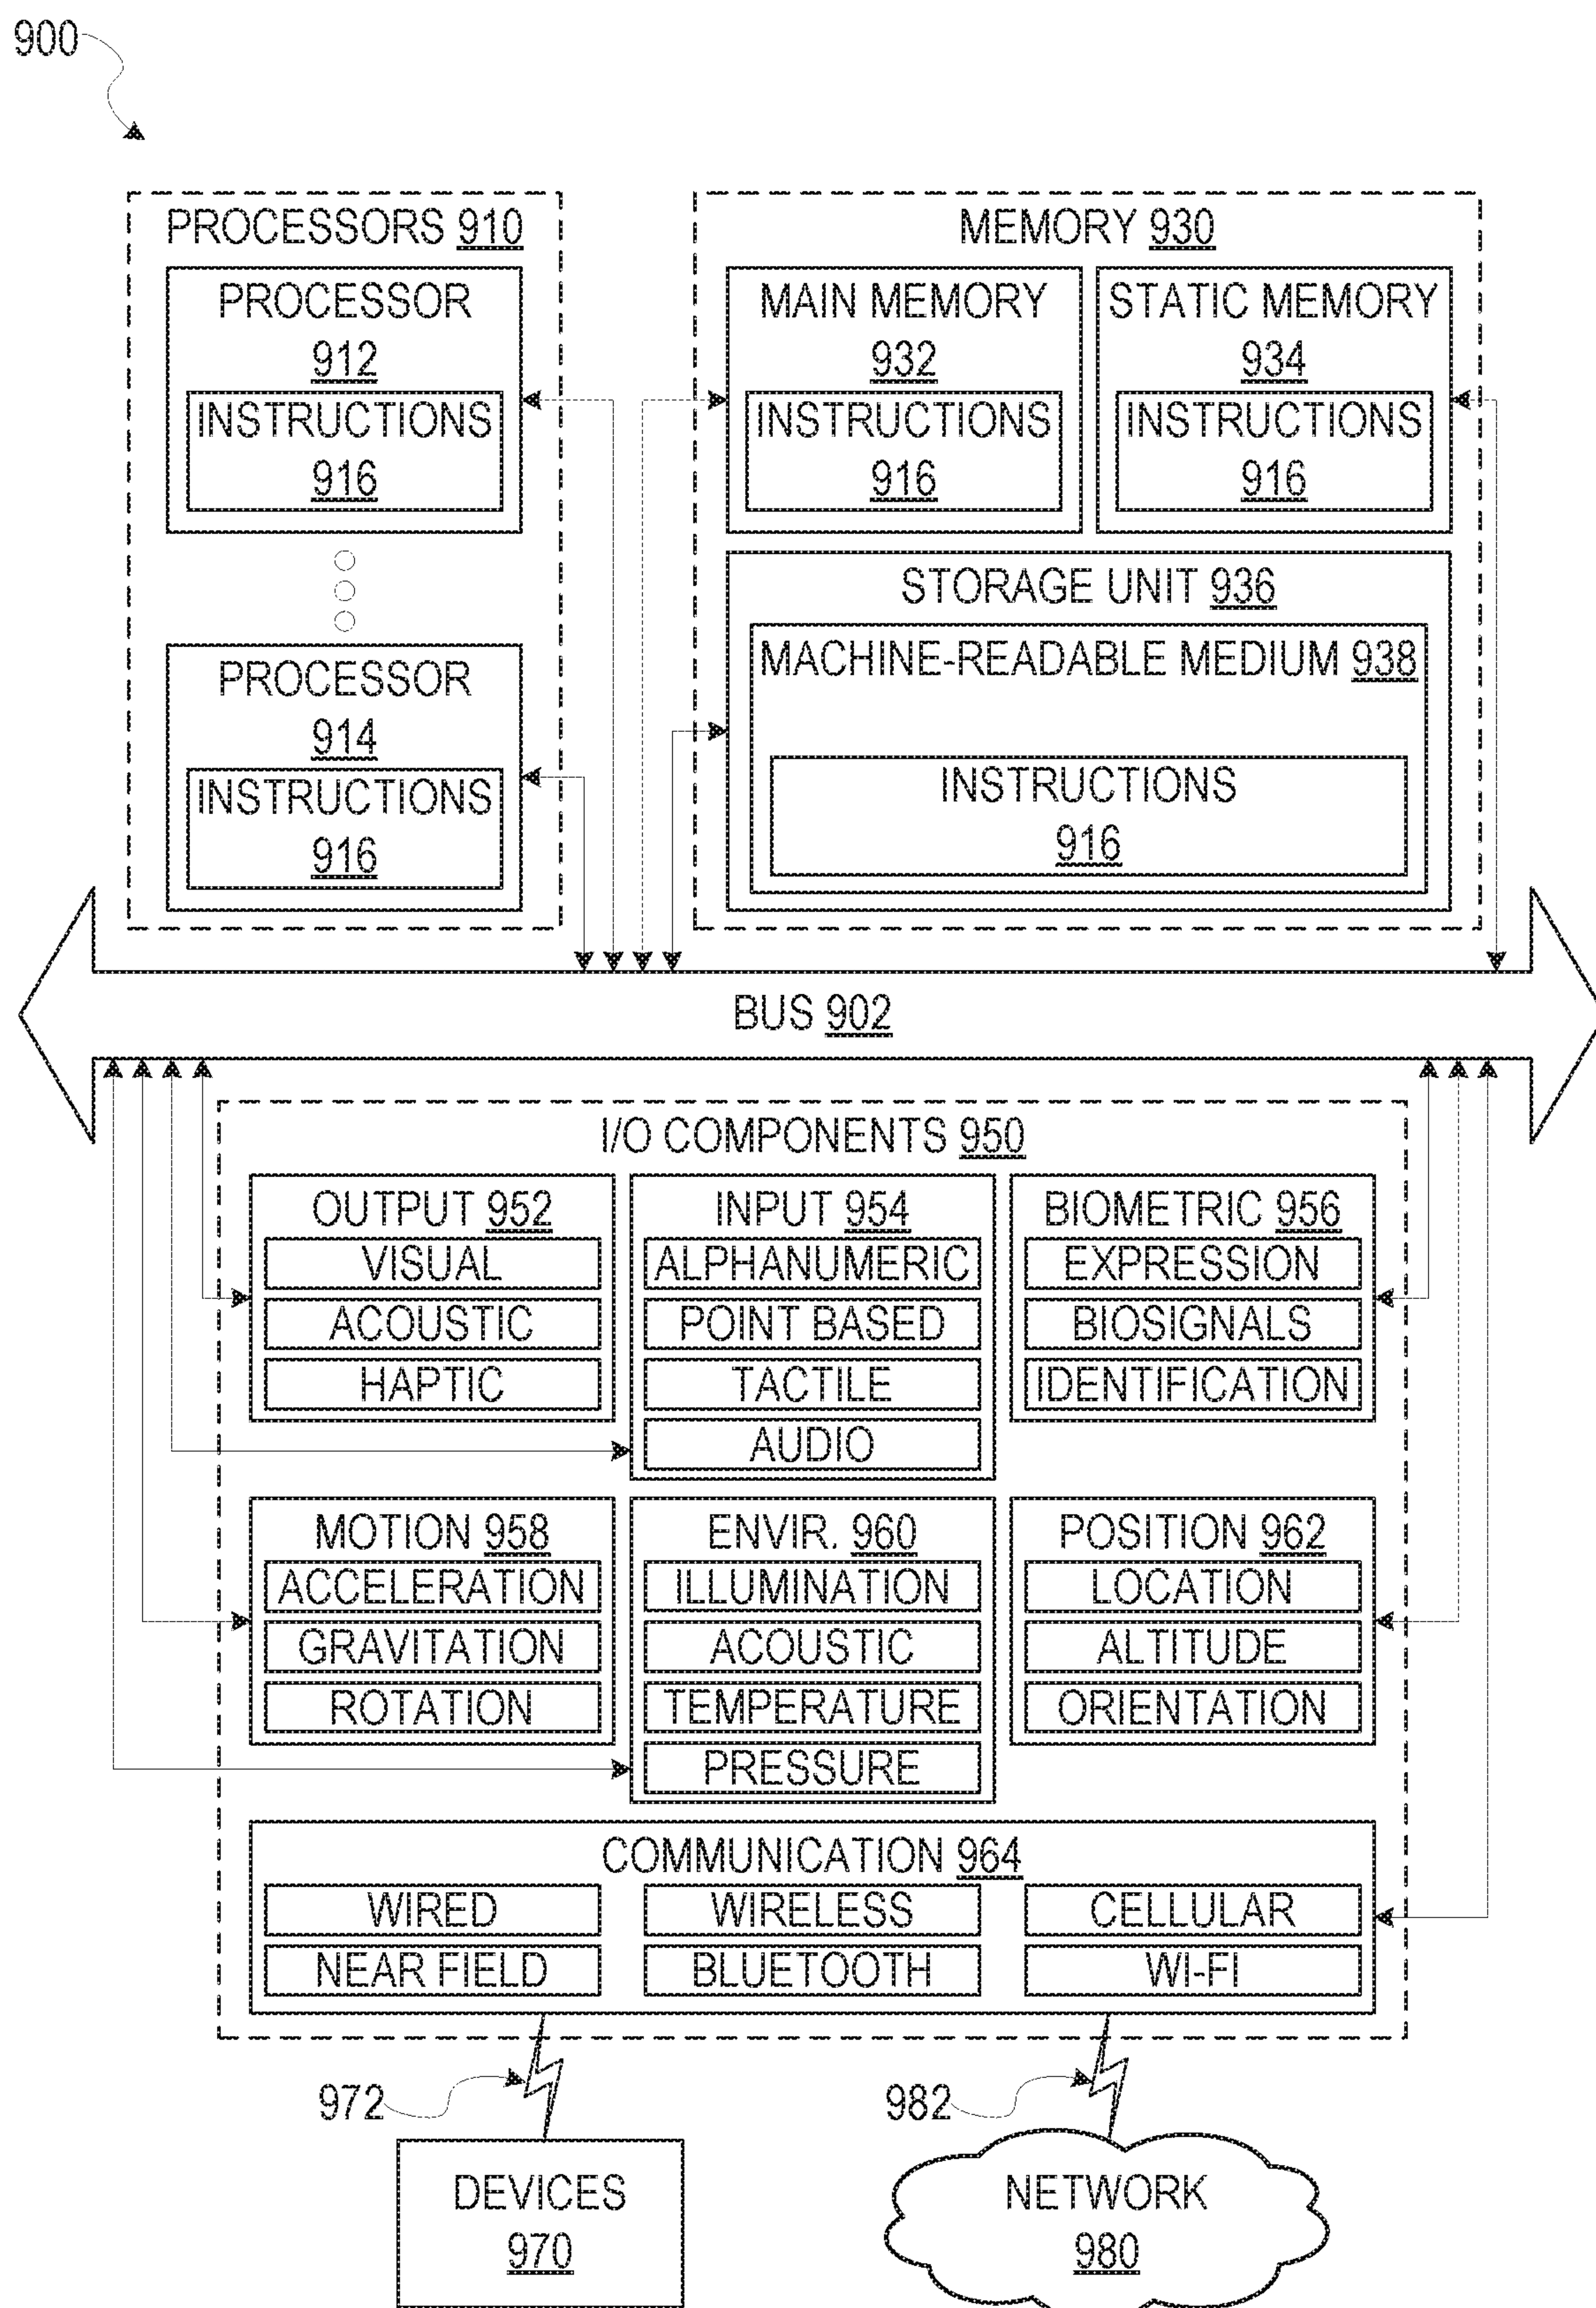 900
PROCESSORS 910
PROCESSOR
912
INSTRUCTIONS
916
PROCESSOR
914
INSTRUCTIONS
916
MEMORY 930
MAIN MEMORY
932
INSTRUCTIONS
916
STATIC MEMORY
934
INSTRUCTIONS
916
STORAGE UNIT 936
MACHINE-READABLE MEDIUM 938
INSTRUCTIONS
916
BUS 902
I/O COMPONENTS 950
OUTPUT 952
VISUAL
ACOUSTIC
HAPTIC
INPUT 954
ALPHANUMERIC
POINT BASED
TACTILE
AUDIO
BIOMETRIC 956
EXPRESSION
BIOSIGNALS
IDENTIFICATION
MOTION 958
ACCELERATION
GRAVITATION
ROTATION
ENVIR. 960
ILLUMINATION
ACOUSTIC
TEMPERATURE
PRESSURE
POSITION 962
LOCATION
ALTITUDE
ORIENTATION
COMMUNICATION 964
WIRED
WIRELESS
CELLULAR
NEAR FIELD
BLUETOOTH
WI-FI
972
982
DEVICES
970
NETWORK
980